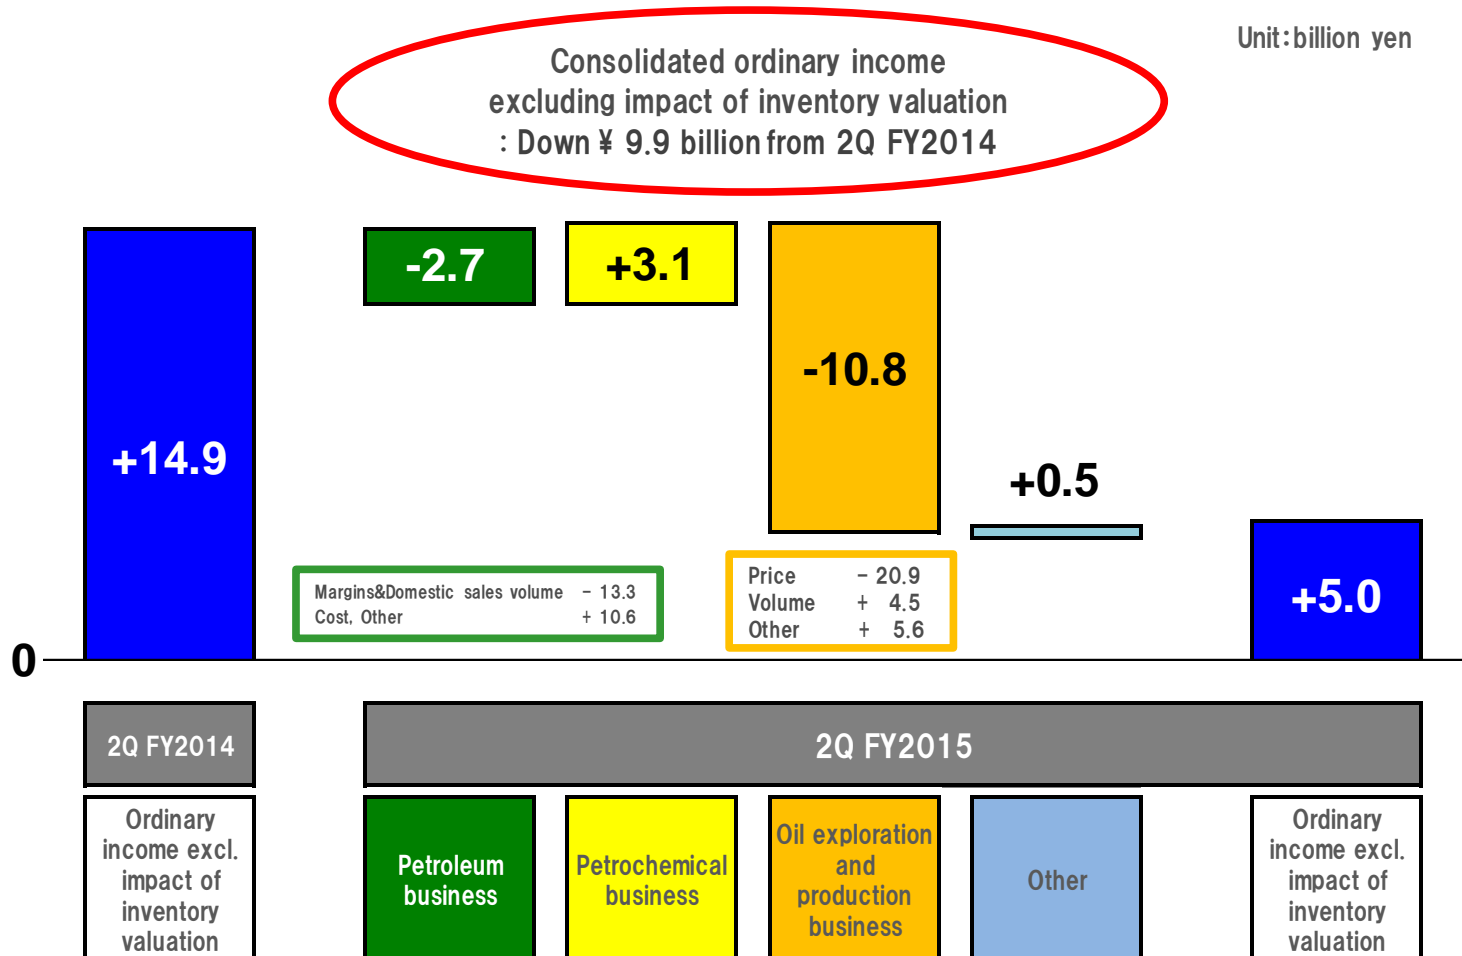 Unit:billion yen
Consolidated ordinary income
excluding impact of inventory valuation
: Down ¥ 9.9 billion from 2Q FY2014
-2.7
+3.1
-10.8
+14.9
+0.5
+5.0
Margins&Domestic sales volume − 13.3
Cost, Other + 10.6
Price − 20.9
Volume + 4.5
Other + 5.6
0
2Q FY2014
2Q FY2015
Ordinary
income excl.
impact of
inventory
valuation
Petroleum
business
Petrochemical
business
Oil exploration
and
production
business
Other
Ordinary
income excl.
impact of
inventory
valuation